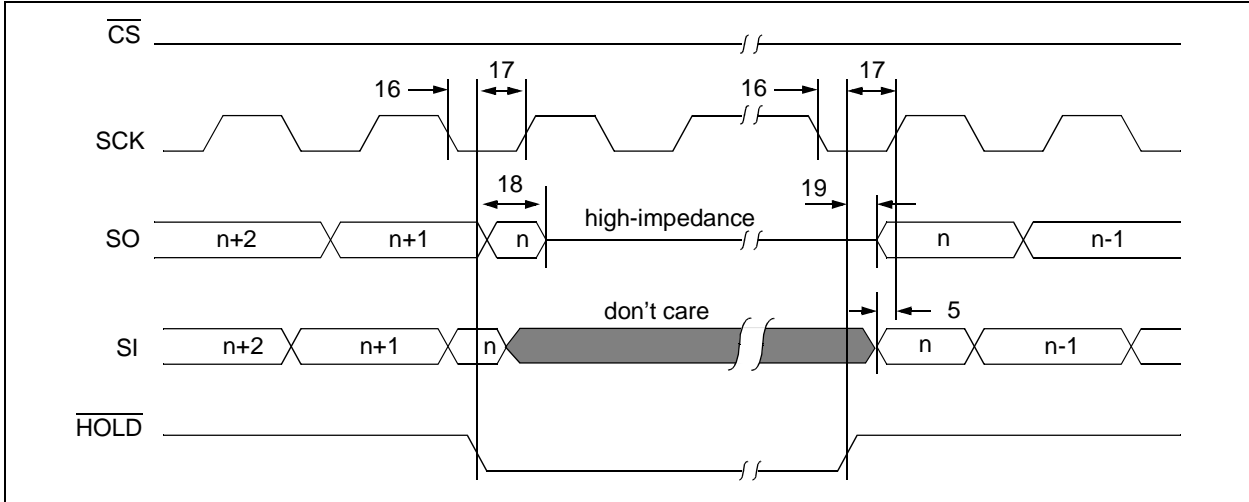 CS
17
17
16
16
SCK
18
19
high-impedance
SO
n+2
n+1
n
n
n-1
don't care
5
SI
n+2
n+1
n
n
n-1
HOLD